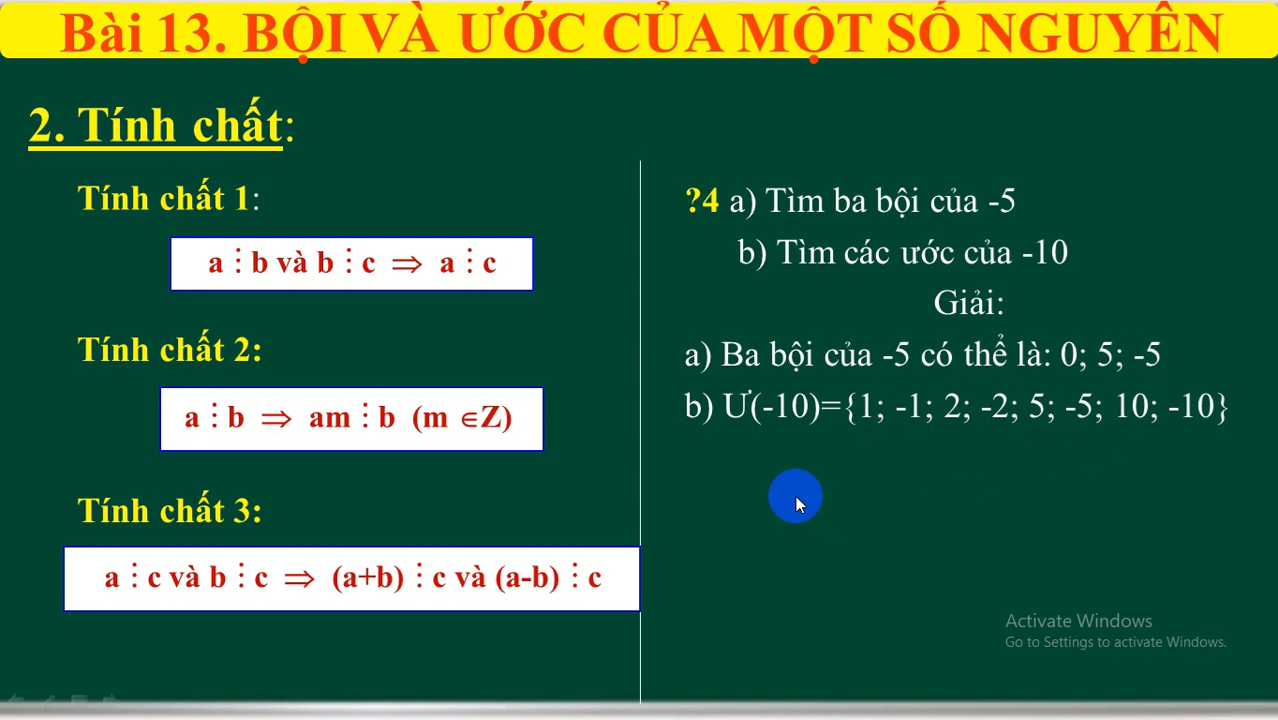 Bài 13. BỘI VÀ ƯỚC CỦA MỘT SỐ NGUYÊN
2. Tính chất:
Tính chất 1:
a ⋮ b và b ⋮ c ⇒ a ⋮ c
Tính chất 2:
a ⋮ b ⇒ am ⋮ b (m ∈Z)
Tính chất 3:
a ⋮ c và b ⋮ c ⇒ (a+b) ⋮ c và (a-b) ⋮ c
?4 a) Tìm ba bội của -5
b) Tìm các ước của -10
Giải:
a) Ba bội của -5 có thể là: 0; 5; -5
b) Ư(-10)={1; -1; 2; -2; 5; -5; 10; -10}
Activate Windows
Go to Settings to activate Windows.